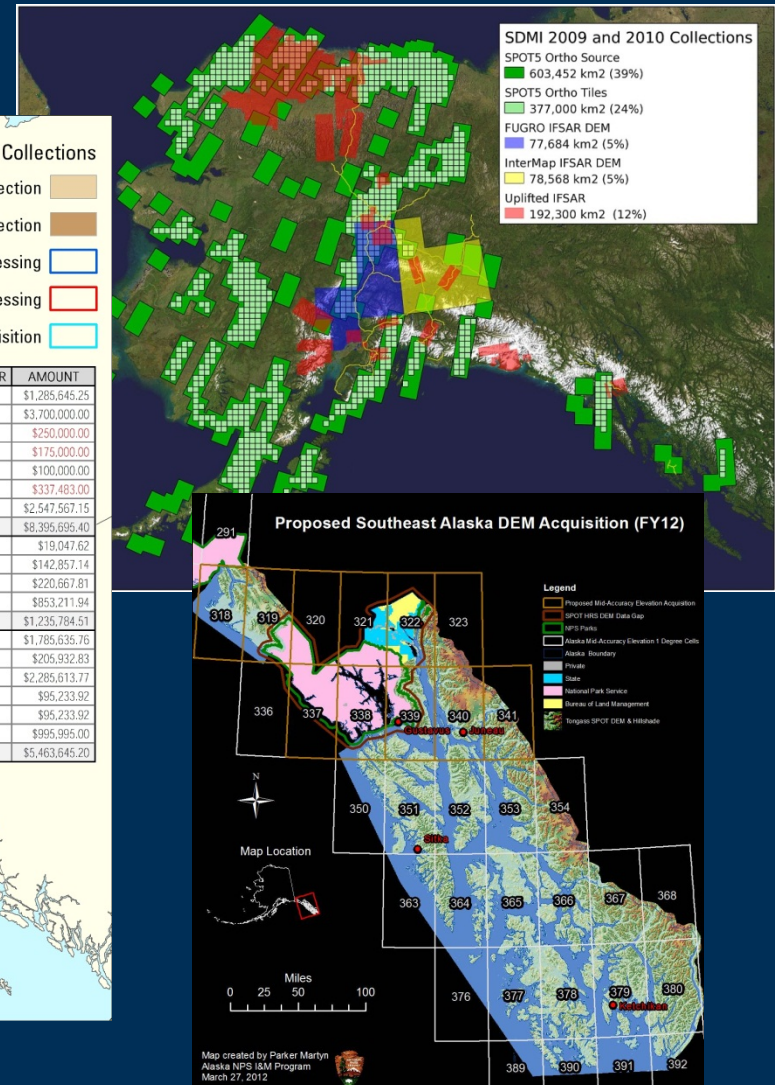 SDMI 2009 and 2010 Collections
SPOT5 Ortho Source
603,452 km2 (39%)
SPOT5 Ortho Tiles
377,000 km2 (24%)
FUGRO IFSAR DEM
77,684 km2 (5%)
InterMap IFSAR DEM
78,568 km2 (5%)
Uplifted IFSAR
192,300 km2 (12%)
Collections
ection
ection
essing
essing
isition
R AMOUNT
$1,285,645.25
$3,700,000.00
$250,000.00
$175,000.00
$100,000.00
$337,483.00
$2,547,567.15
$8,395,695.40
$19,047.62
$142,857.14
$220,667.81
$853,211.94
$1,235,784.51
$1,785,635.76
$205,932.83
$2,285,613.77
$95,233.92
$95,233.92
$995,995.00
$5,463,645.20
Proposed Southeast Alaska DEM Acquisition (FY12)
Legend
Proposed Mid-Accuracy Elevation Acquisition
SPOT HRS DEM Data Gap
NPS Parks
Alaska Mid-Accuracy Elevation 1 Degree Cells
Alaska Boundary
Private
State
National Park Service
Bureau of Land Management
Tongass SPOT DEM & Hillshade
291
318 319 320 321 322 323
336 337 338 339 340 341
Gustavus Juneau
350 351 352 353 354
Sitka
363 364 365 366 367 368
376 377 378 379 380
Ketchikan
389 390 391 392
N
Map Location
Miles
0 25 50 100
Map created by Parker Martyn
Alaska NPS I&M Program
March 27, 2012